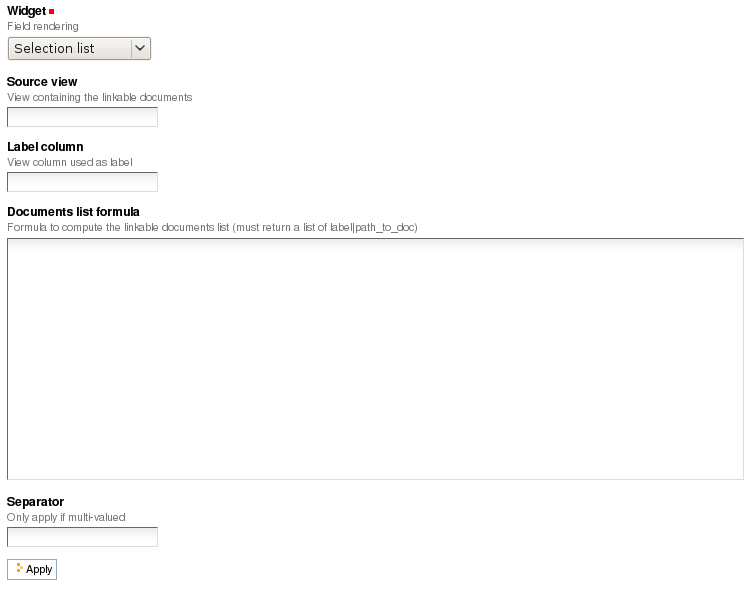 Widget
Field rendering
Selection list
Source view
View containing the linkable documents
Label column
View column used as label
Documents list formula
Formula to compute the linkable documents list (must return a list of label|path_to_doc)
Separator
Only apply if multi-valued
Apply